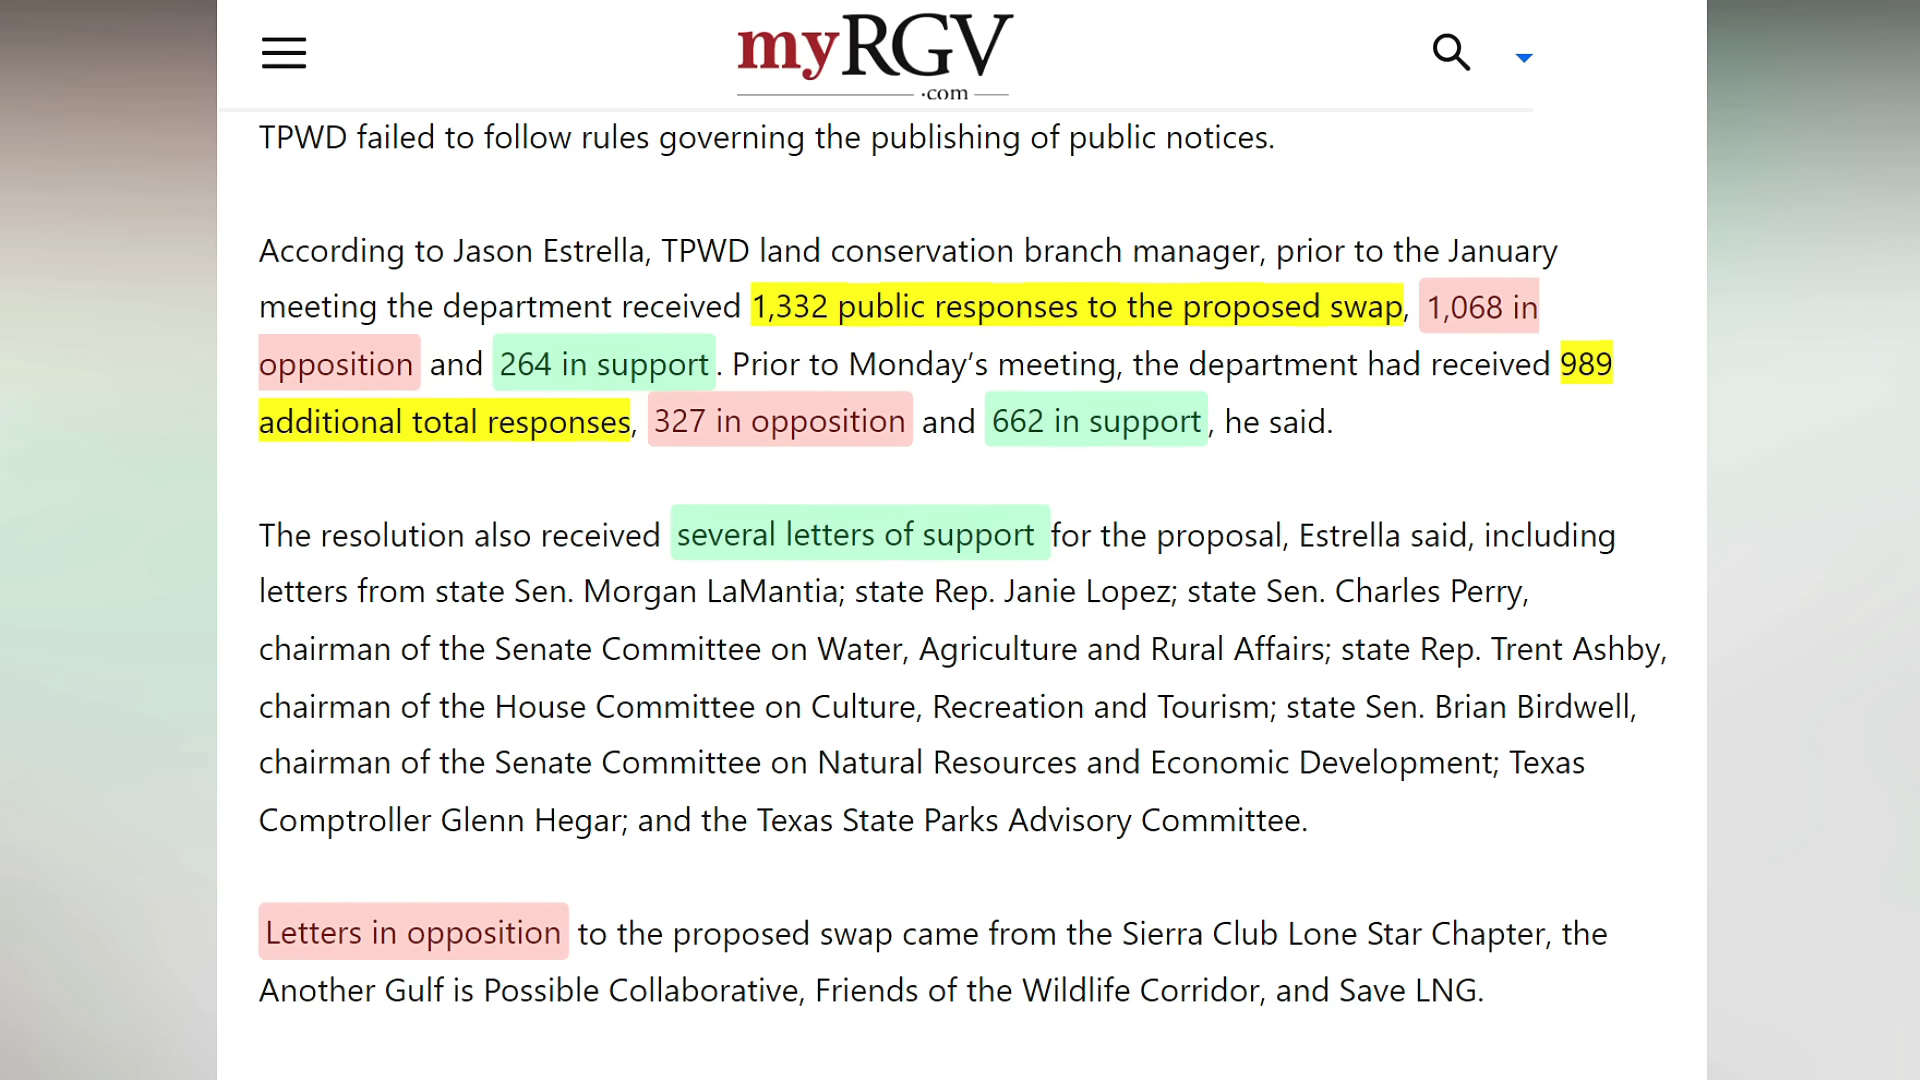 myRGV
.com
TPWD failed to follow rules governing the publishing of public notices.
According to Jason Estrella, TPWD land conservation branch manager, prior to the January
meeting the department received 1,332 public responses to the proposed swap, 1,068 in
opposition and 264 in support. Prior to Monday’s meeting, the department had received 989
additional total responses, 327 in opposition and 662 in support, he said.
The resolution also received several letters of support for the proposal, Estrella said, including
letters from state Sen. Morgan LaMantia; state Rep. Janie Lopez; state Sen. Charles Perry,
chairman of the Senate Committee on Water, Agriculture and Rural Affairs; state Rep. Trent Ashby,
chairman of the House Committee on Culture, Recreation and Tourism; state Sen. Brian Birdwell,
chairman of the Senate Committee on Natural Resources and Economic Development; Texas
Comptroller Glenn Hegar; and the Texas State Parks Advisory Committee.
Letters in opposition to the proposed swap came from the Sierra Club Lone Star Chapter, the
Another Gulf is Possible Collaborative, Friends of the Wildlife Corridor, and Save LNG.